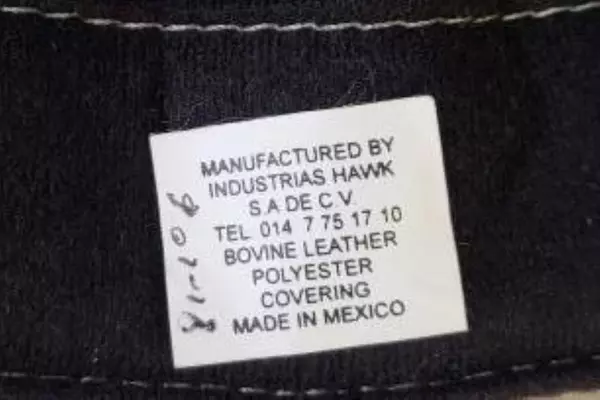 MANUFACTURED BY
INDUSTRIAS HAWK
S.A DE C.V.
TEL 014 7 75 17 10
BOVINE LEATHER
POLYESTER
COVERING
MADE IN MEXICO